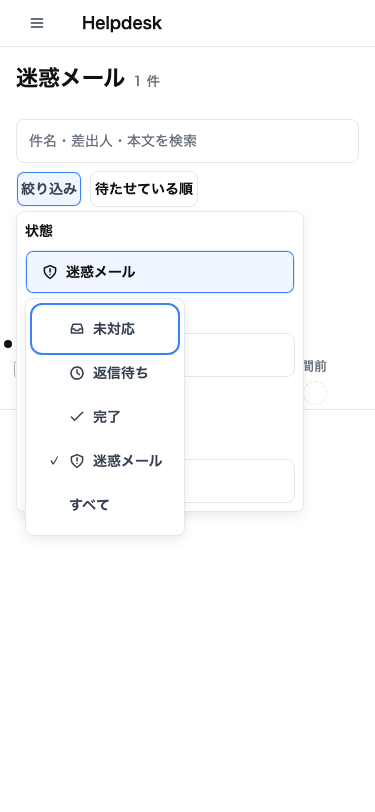 Helpdesk
迷惑メール 1 件
件名・差出人・本文を検索
絞り込み 待たせている順
状態
迷惑メール
未対応
間前
返信待ち
完了
✓ 迷惑メール
すべて